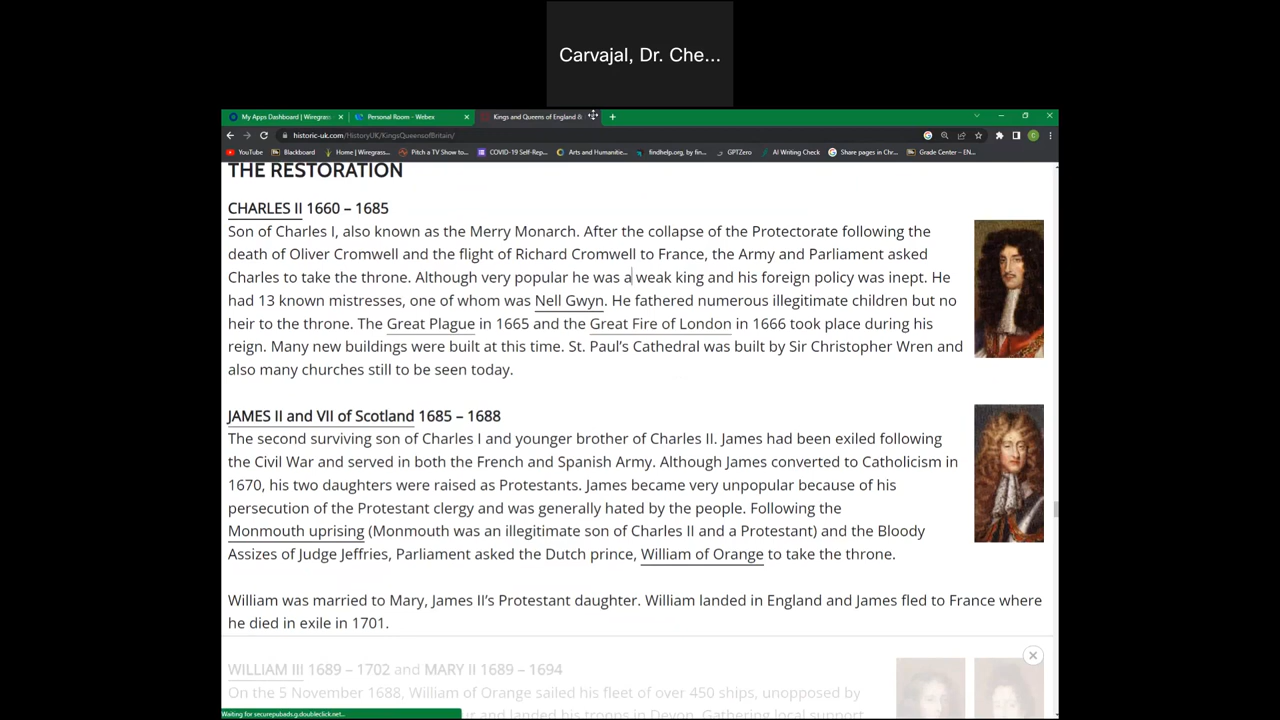 Carvajal, Dr. Che...
My Apps Dashboard | Wiregrass
Personal Room - Webex
Kings and Queens of England &
historic-uk.com/HistoryUK/KingsQueensofBritain/
YouTube
Blackboard
Home | Wiregrass...
Pitch a TV Show to...
COVID-19 Self-Rep...
Arts and Humanitie...
findhelp.org, by fin...
GPTZero
AI Writing Check
Share pages in Chr...
Grade Center – EN...
THE RESTORATION
CHARLES II 1660 – 1685
Son of Charles I, also known as the Merry Monarch. After the collapse of the Protectorate following the
death of Oliver Cromwell and the flight of Richard Cromwell to France, the Army and Parliament asked
Charles to take the throne. Although very popular he was a weak king and his foreign policy was inept. He
had 13 known mistresses, one of whom was Nell Gwyn. He fathered numerous illegitimate children but no
heir to the throne. The Great Plague in 1665 and the Great Fire of London in 1666 took place during his
reign. Many new buildings were built at this time. St. Paul's Cathedral was built by Sir Christopher Wren and
also many churches still to be seen today.
JAMES II and VII of Scotland 1685 – 1688
The second surviving son of Charles I and younger brother of Charles II. James had been exiled following
the Civil War and served in both the French and Spanish Army. Although James converted to Catholicism in
1670, his two daughters were raised as Protestants. James became very unpopular because of his
persecution of the Protestant clergy and was generally hated by the people. Following the
Monmouth uprising (Monmouth was an illegitimate son of Charles II and a Protestant) and the Bloody
Assizes of Judge Jeffries, Parliament asked the Dutch prince, William of Orange to take the throne.
William was married to Mary, James II's Protestant daughter. William landed in England and James fled to France where
he died in exile in 1701.
WILLIAM III 1689 – 1702 and MARY II 1689 – 1694
On the 5 November 1688, William of Orange sailed his fleet of over 450 ships, unopposed by
and landed his troops in Devon. Gathering local support
Waiting for securepubads.g.doubleclick.net...